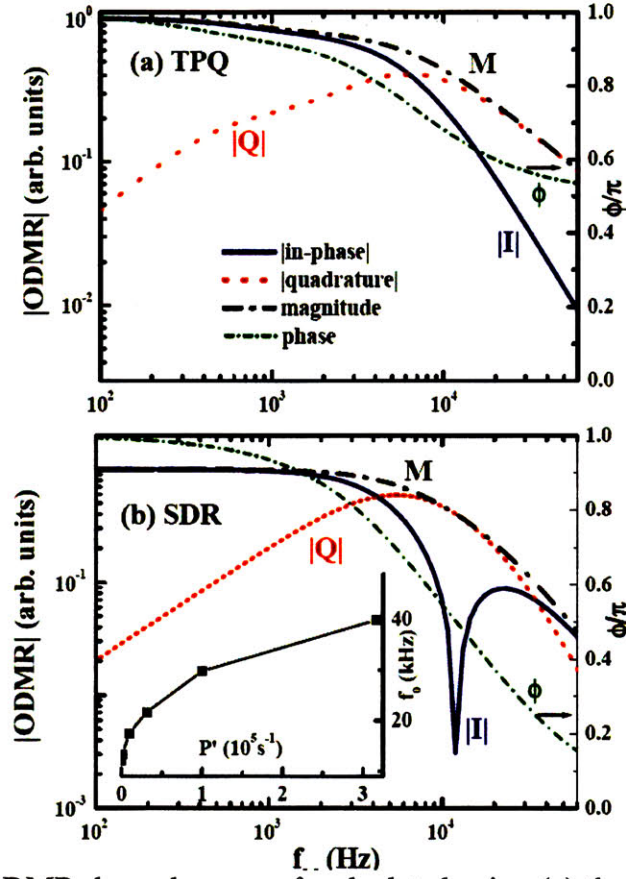 10⁰
(a) TPQ
M
|Q|
|I|
ϕ
|in-phase|
|quadrature|
magnitude
phase
|ODMR| (arb. units)
10⁻¹
10⁻²
1.0
0.8
0.6
0.4
0.2
0.0
ϕ/π
10² 10³ 10⁴
(b) SDR
M
|Q|
|I|
ϕ
|ODMR| (arb. units)
10⁻¹
10⁻³
1.0
0.8
0.6
0.4
0.2
0.0
ϕ/π
40
20
f₀ (kHz)
P' (10⁵s⁻¹)
0 1 2 3
10² 10³ 10⁴
(Hz)